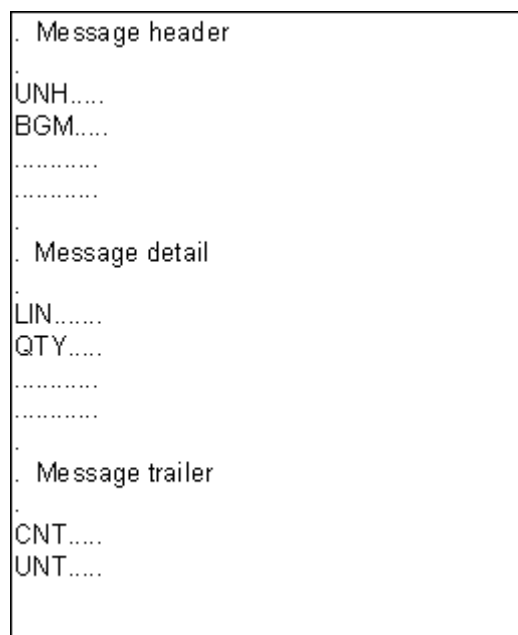 . Message header
.
UNH.....
BGM.....
...........
...........
.
. Message detail
.
LIN.......
QTY.....
...........
...........
.
. Message trailer
.
CNT.....
UNT.....